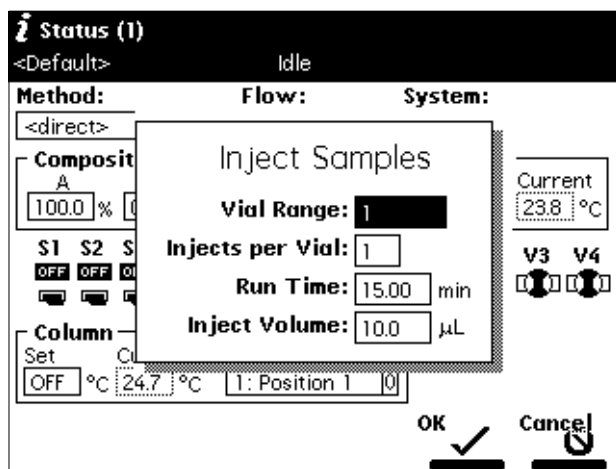 i Status (1)
<Default> Idle
Method: Flow: System:
<direct>
Inject Samples
Composit
A
100.0 %
Current
23.8 °C
Vial Range: 1
Injects per Vial: 1
Run Time: 15.00 min
Inject Volume: 10.0 µL
S1 S2 S
OFF OFF
V3 V4
Column
Set
OFF °C 24.7 °C 1: Position 1 0
OK Cancel